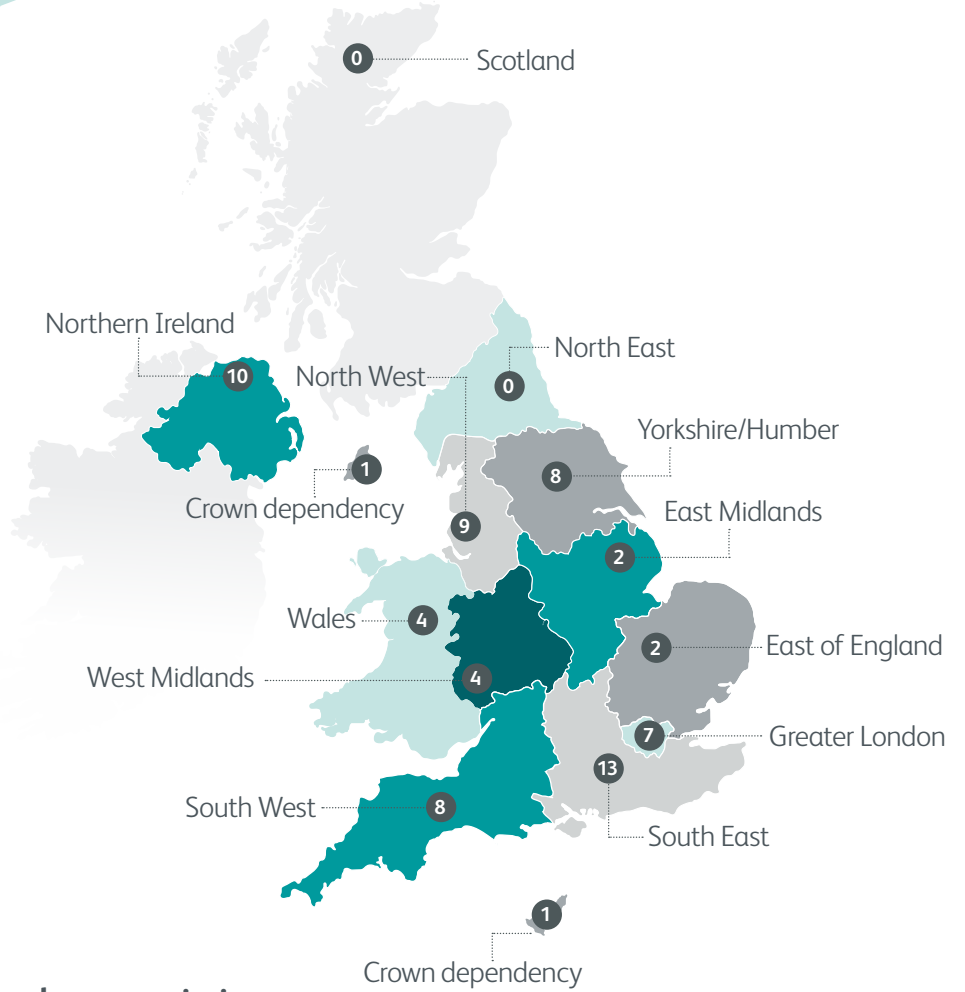 0 Scotland
Northern Ireland
10
North East
0
North West
Yorkshire/Humber
8
1
Crown dependency
9
East Midlands
2
Wales
4
2
East of England
West Midlands
4
7
Greater London
13
South West
8
South East
1
Crown dependency